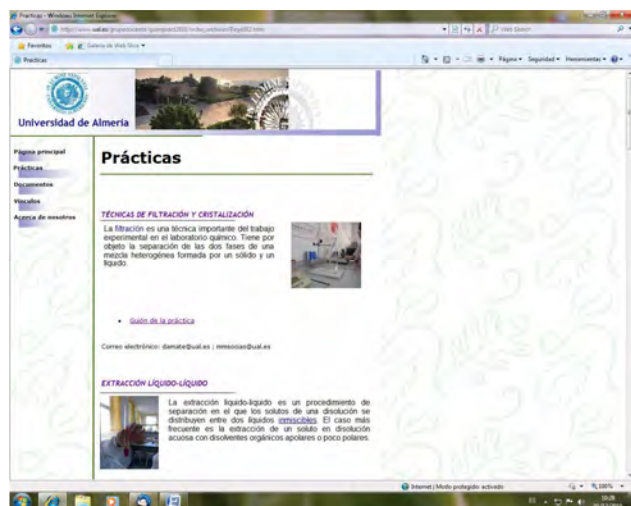 Practicas - Windows Internet Explorer
Web Search
Favoritos
Galería de Web Slice
Practicas
Página
Seguridad
Herramientas
Universidad de Almería
Página principal
Prácticas
Documentos
Vínculos
Acerca de nosotros
Prácticas
TÉCNICAS DE FILTRACIÓN Y CRISTALIZACIÓN
La filtración es una técnica importante del trabajo
experimental en el laboratorio químico. Tiene por
objeto la separación de las dos fases de una
mezcla heterogénea formada por un sólido y un
líquido.
Guión de la práctica
Correo electrónico: damate@ual.es ; mmsocias@ual.es
EXTRACCIÓN LÍQUIDO-LÍQUIDO
La extracción líquido-líquido es un procedimiento de
separación en el que los solutos de una disolución se
distribuyen entre dos líquidos inmiscibles. El caso más
frecuente es la extracción de un soluto en disolución
acuosa con disolventes orgánicos apolares o poco polares.
Internet | Modo protegido: activado
100%
ES